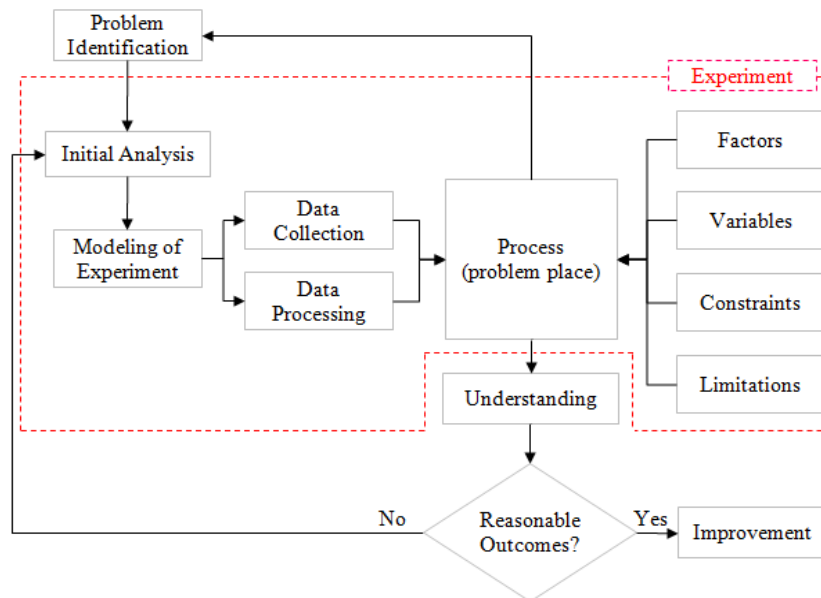 Problem
Identification
Experiment
Initial Analysis
Factors
Data
Collection
Variables
Modeling of
Experiment
Process
(problem place)
Data
Processing
Constraints
Understanding
Limitations
No
Reasonable
Outcomes?
Yes
Improvement